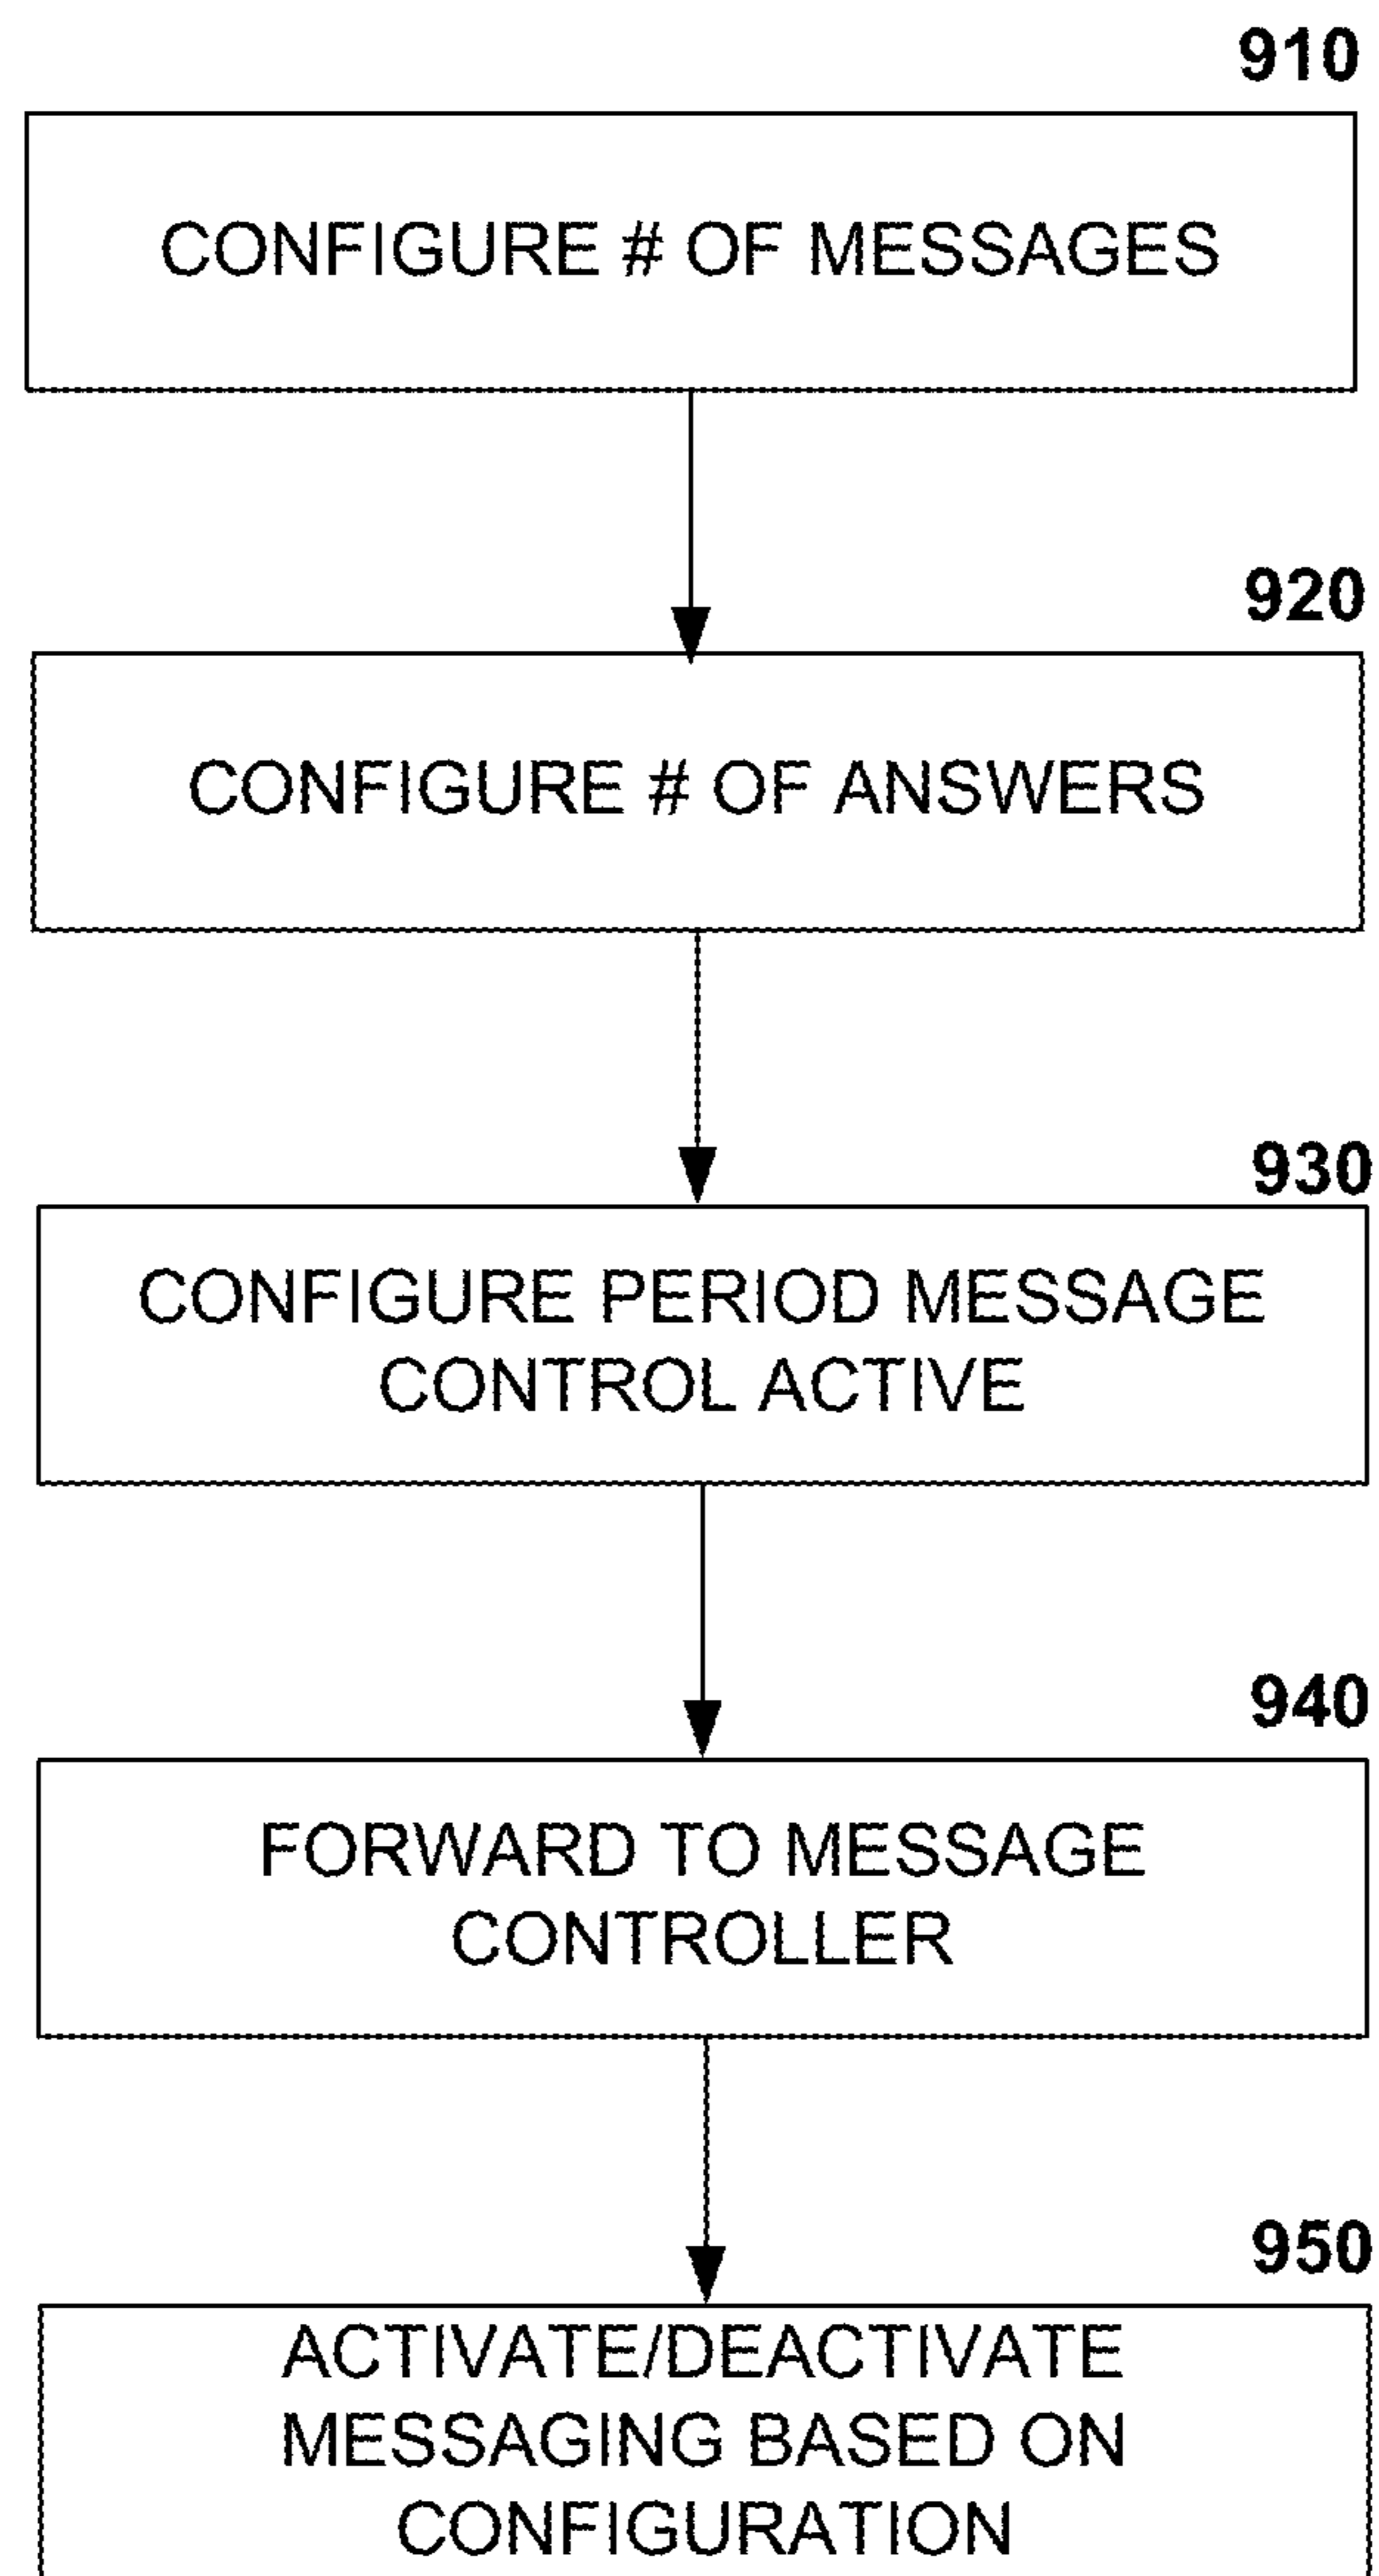 910
CONFIGURE # OF MESSAGES
920
CONFIGURE # OF ANSWERS
930
CONFIGURE PERIOD MESSAGE
CONTROL ACTIVE
940
FORWARD TO MESSAGE
CONTROLLER
950
ACTIVATE/DEACTIVATE
MESSAGING BASED ON
CONFIGURATION